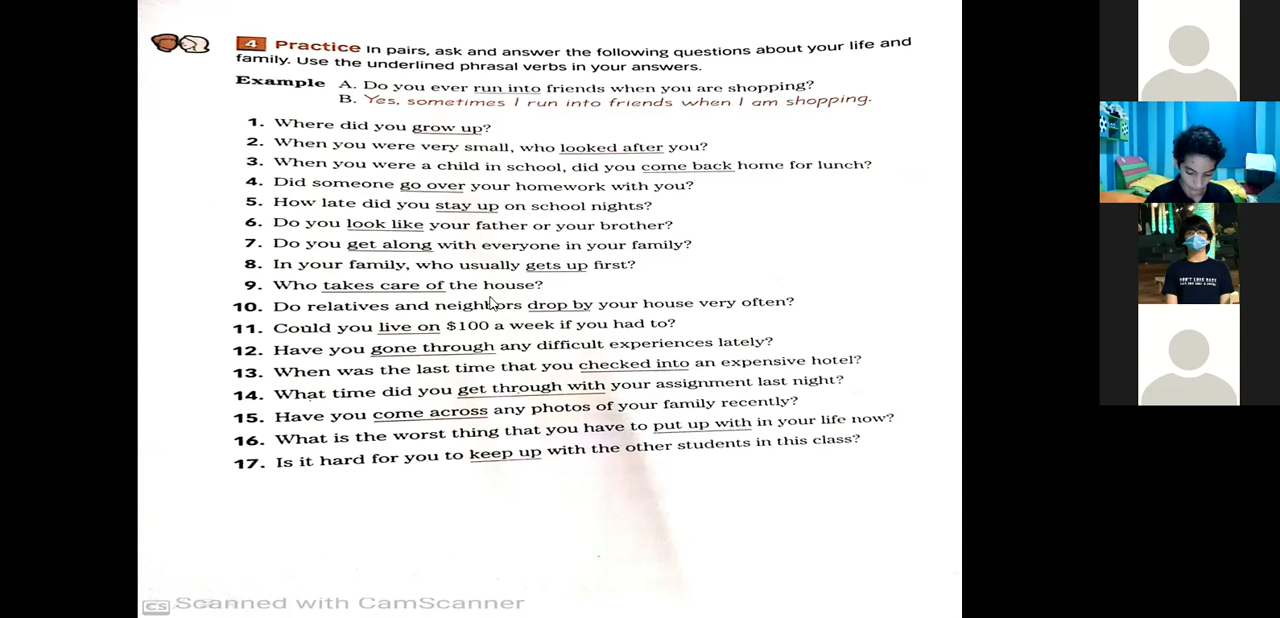 4 Practice In pairs, ask and answer the following questions about your life and
family. Use the underlined phrasal verbs in your answers.
Example A. Do you ever run into friends when you are shopping?
B. Yes, sometimes I run into friends when I am shopping.
1. Where did you grow up?
2. When you were very small, who looked after you?
3. When you were a child in school, did you come back home for lunch?
4. Did someone go over your homework with you?
5. How late did you stay up on school nights?
6. Do you look like your father or your brother?
7. Do you get along with everyone in your family?
8. In your family, who usually gets up first?
9. Who takes care of the house?
10. Do relatives and neighbors drop by your house very often?
11. Could you live on $100 a week if you had to?
12. Have you gone through any difficult experiences lately?
13. When was the last time that you checked into an expensive hotel?
14. What time did you get through with your assignment last night?
15. Have you come across any photos of your family recently?
16. What is the worst thing that you have to put up with in your life now?
17. Is it hard for you to keep up with the other students in this class?
CS Scanned with CamScanner